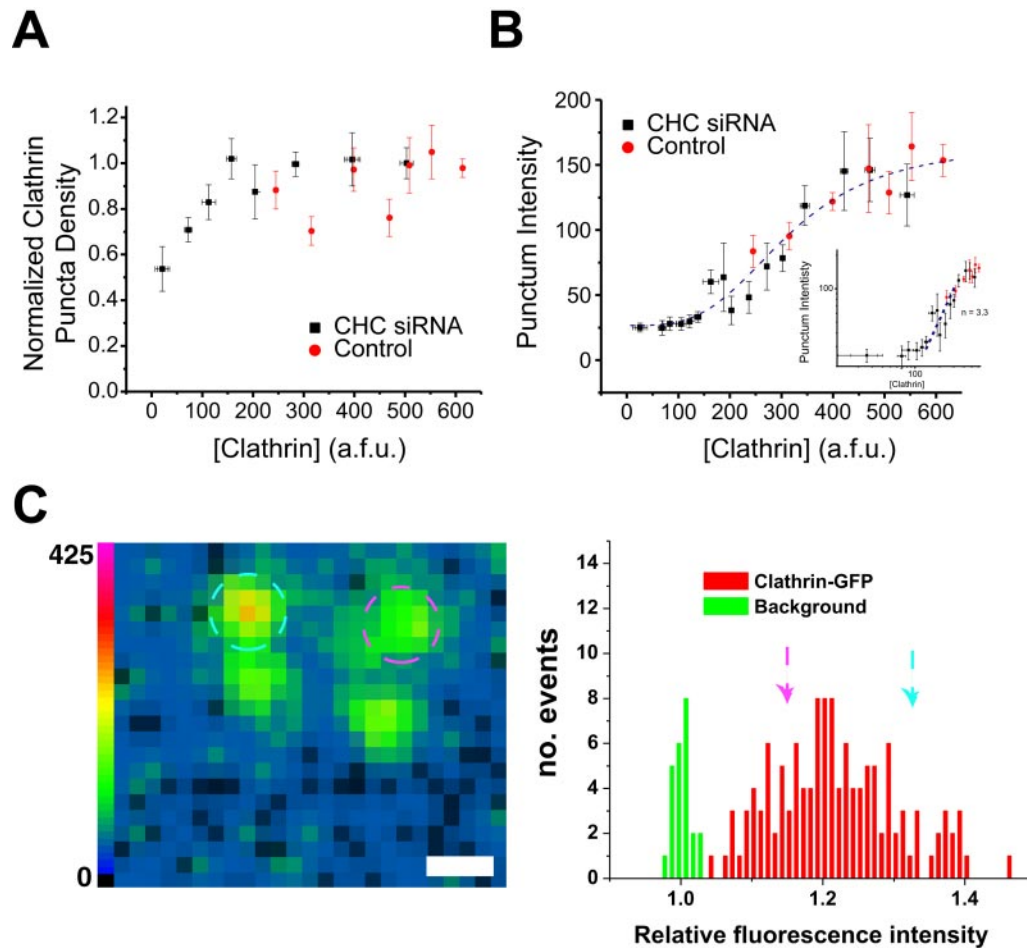 A
Normalized Clathrin
Puncta Density
1.2
1.0
0.8
0.6
0.4
0.2
0.0
CHC siRNA
Control
0 100 200 300 400 500 600
[Clathrin] (a.f.u.)
B
Punctum Intensity
200
150
100
50
0
CHC siRNA
Control
Punctum Intentisty
100
n = 3.3
100
[Clathrin]
0 100 200 300 400 500 600
[Clathrin] (a.f.u.)
C
425
0
no. events
14
12
10
8
6
4
2
0
Clathrin-GFP
Background
1.0 1.2 1.4
Relative fluorescence intensity